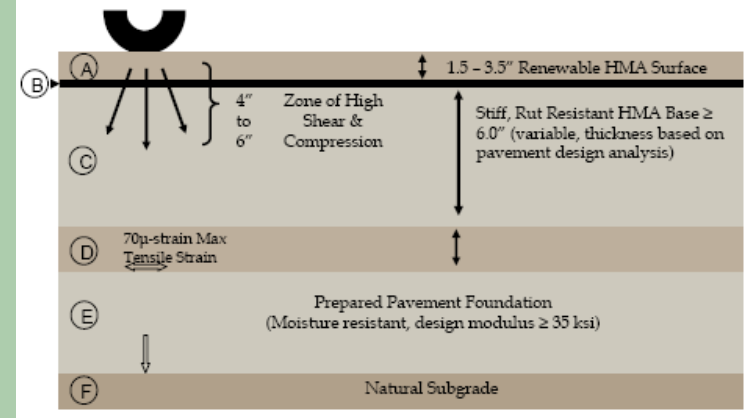 A
1.5 – 3.5" Renewable HMA Surface
B
4" Zone of High
to Shear &
6" Compression
Stiff, Rut Resistant HMA Base ≥
6.0" (variable, thickness based on
pavement design analysis)
C
70μ-strain Max
Tensile Strain
D
Prepared Pavement Foundation
(Moisture resistant, design modulus ≥ 35 ksi)
E
F
Natural Subgrade